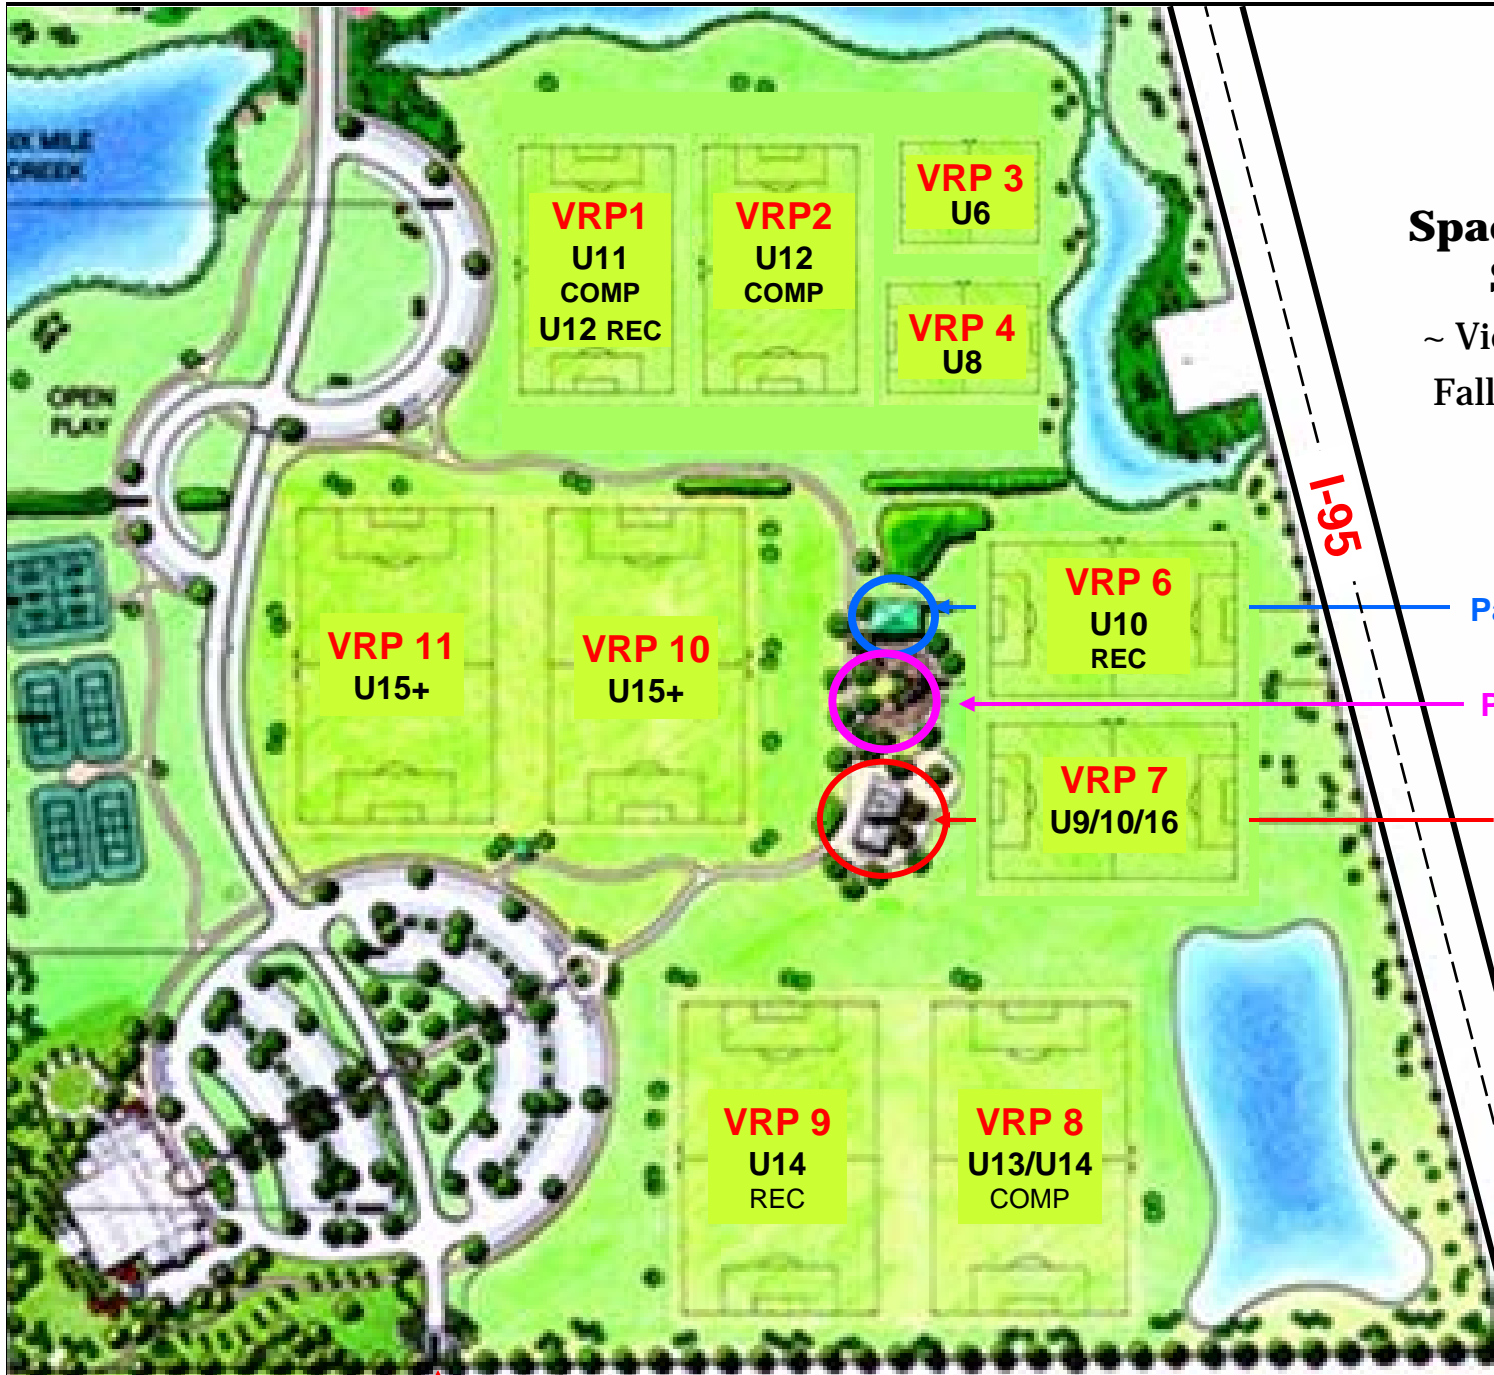 SIX MILE
CREEK
OPEN
PLAY
VRP1
U11
COMP
U12 REC
VRP2
U12
COMP
VRP 3
U6
VRP 4
U8
~
Fall
I-95
VRP 11
U15+
VRP 10
U15+
VRP 6
U10
REC
VRP 7
U9/10/16
VRP 9
U14
REC
VRP 8
U13/U14
COMP